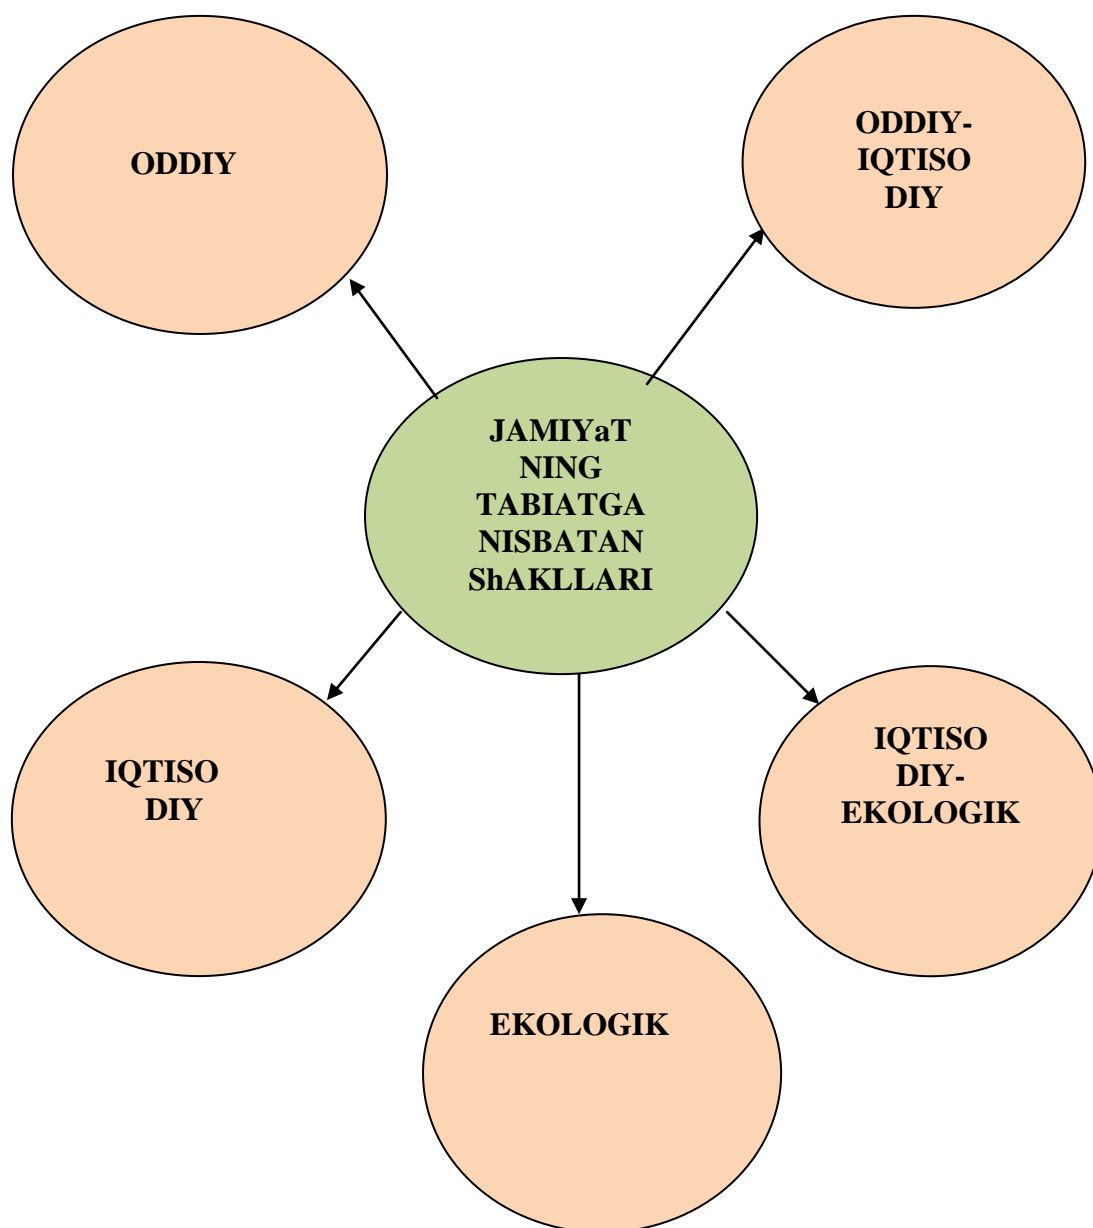 ODDIY
ODDIY-
IQTISO
DIY
JAMIYaT
NING
TABIATGA
NISBATAN
ShAKLLARI
IQTISO
DIY
IQTISO
DIY-
EKOLOGIK
EKOLOGIK